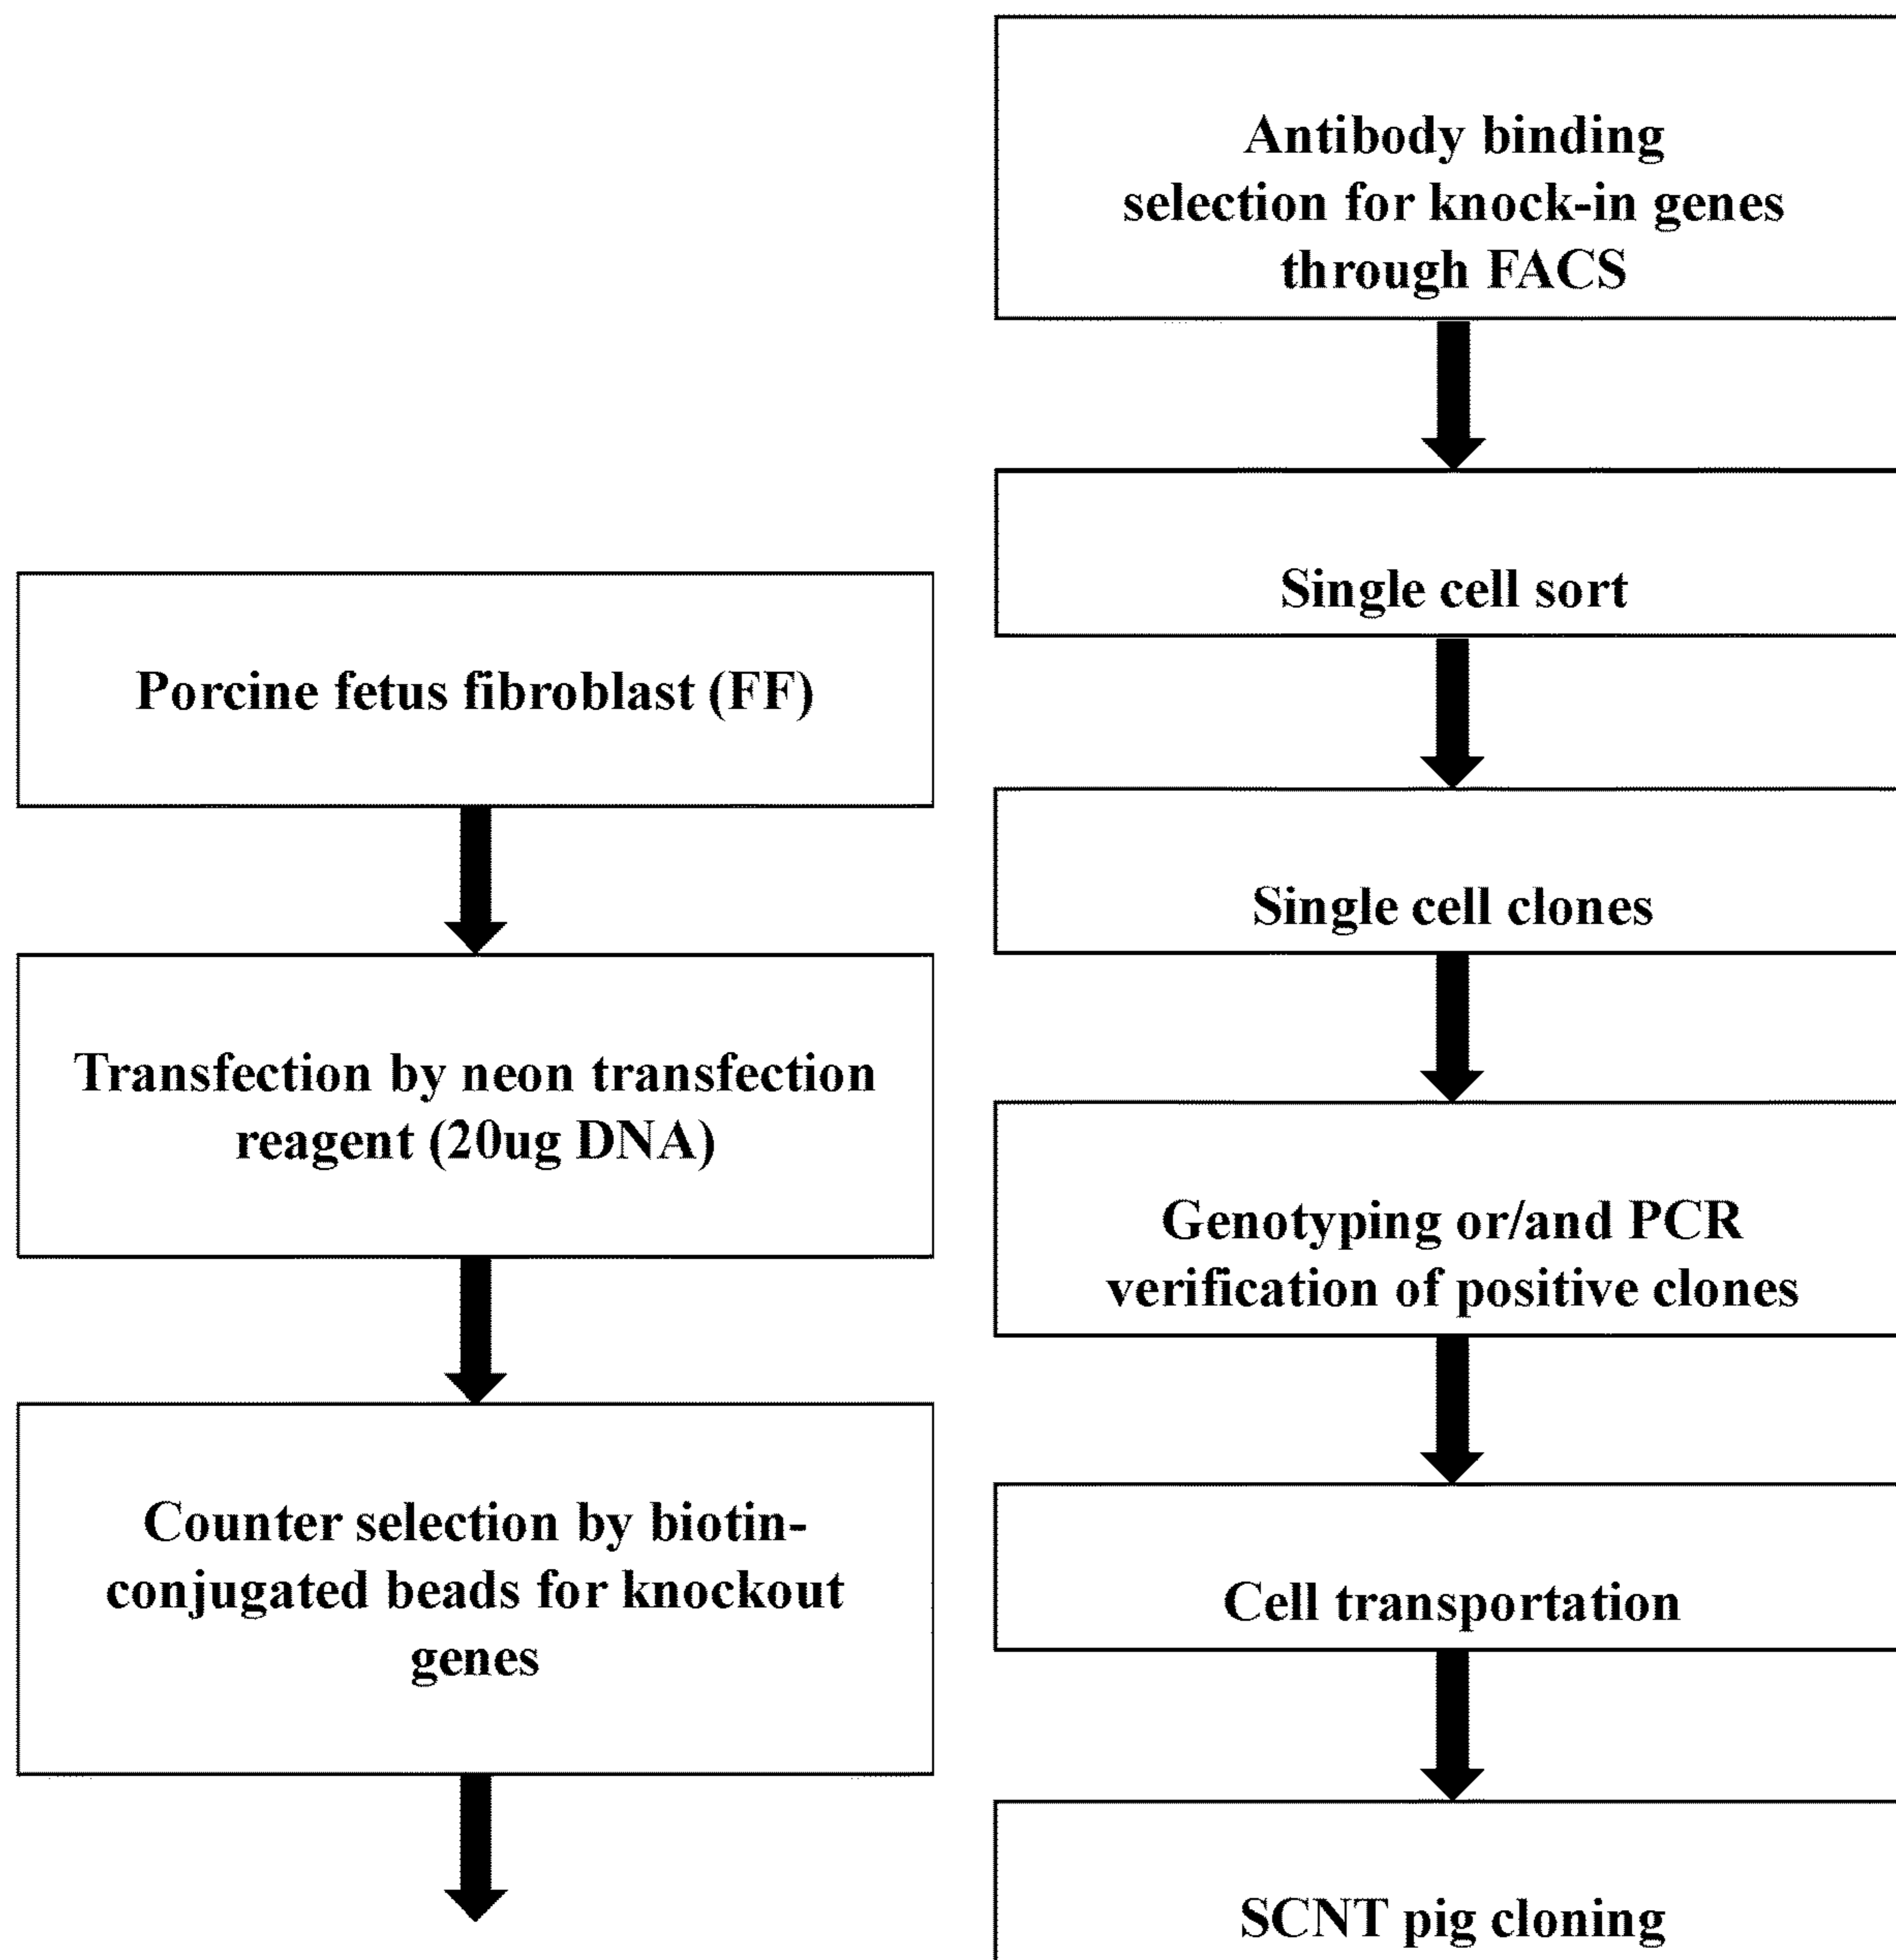 Porcine fetus fibroblast (FF)
Transfection by neon transfection
reagent (20ug DNA)
Counter selection by biotin-
conjugated beads for knockout
genes
Antibody binding
selection for knock-in genes
through FACS
Single cell sort
Single cell clones
Genotyping or/and PCR
verification of positive clones
Cell transportation
SCNT pig cloning